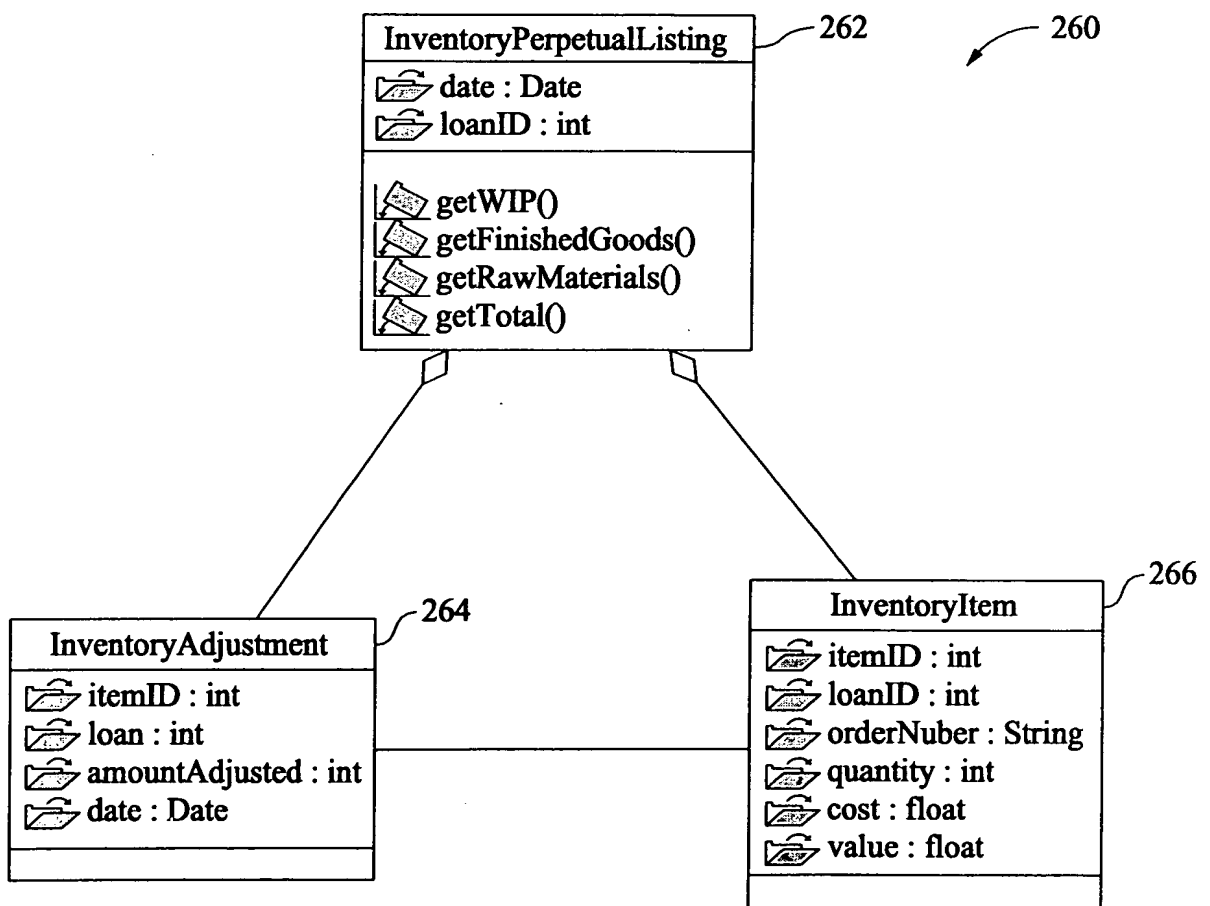 InventoryPerpetualListing
262
260
date : Date
loanID : int
getWIP()
getFinishedGoods()
getRawMaterials()
getTotal()
264
InventoryAdjustment
itemID : int
loan : int
amountAdjusted : int
date : Date
266
InventoryItem
itemID : int
loanID : int
orderNuber : String
quantity : int
cost : float
value : float